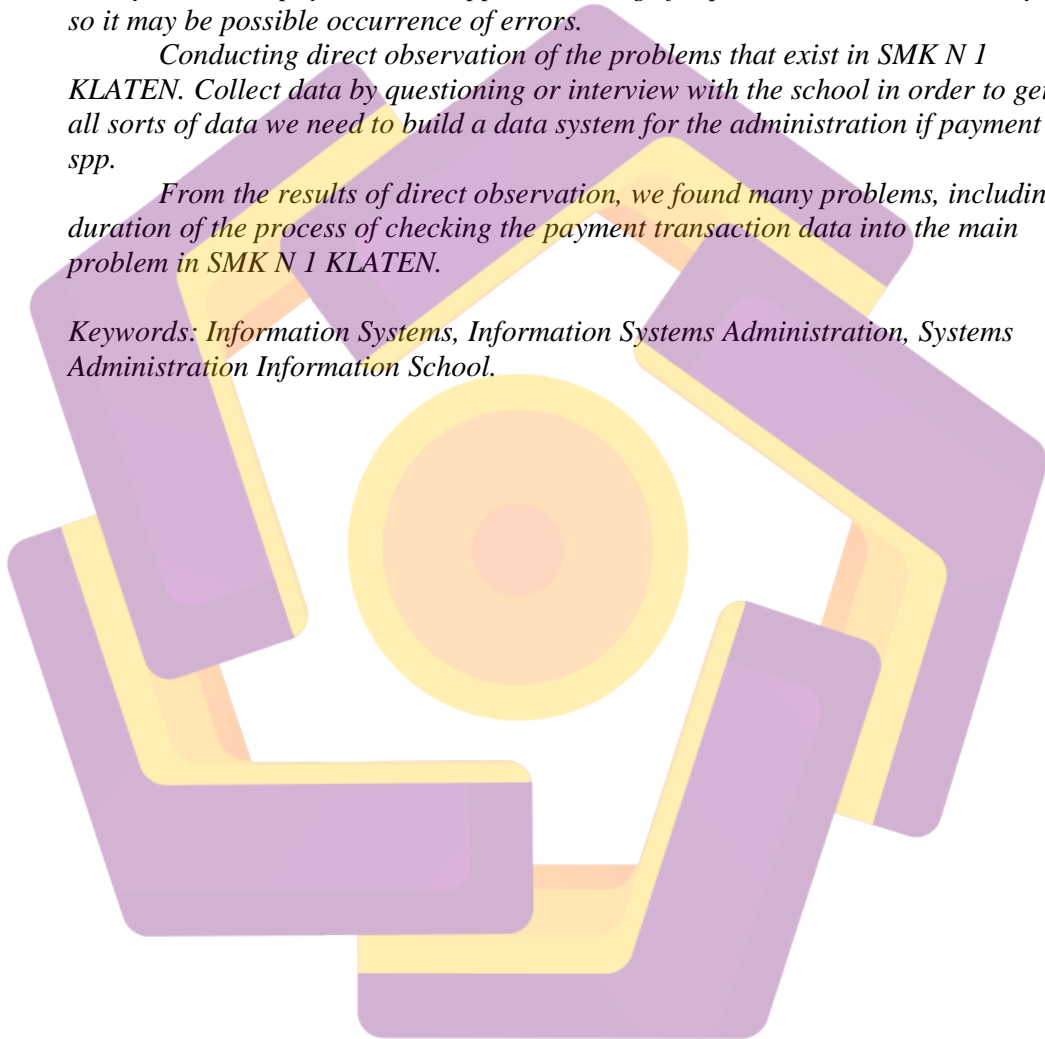 so it may be possible occurrence of errors.
Conducting direct observation of the problems that exist in SMK N 1
KLATEN. Collect data by questioning or interview with the school in order to get
all sorts of data we need to build a data system for the administration if payment
spp.
From the results of direct observation, we found many problems, includin
duration of the process of checking the payment transaction data into the main
problem in SMK N 1 KLATEN.
Keywords: Information Systems, Information Systems Administration, Systems
Administration Information School.